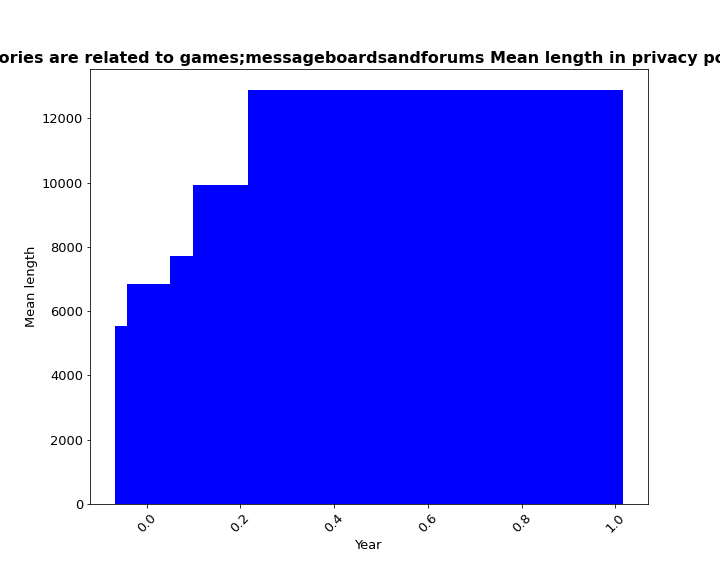 ories are related to games;messageboardsandforums Mean length in privacy po
12000
10000
8000
6000
4000
2000
0
Mean length
0.0 0.2 0.4 0.6 0.8 1.0
Year